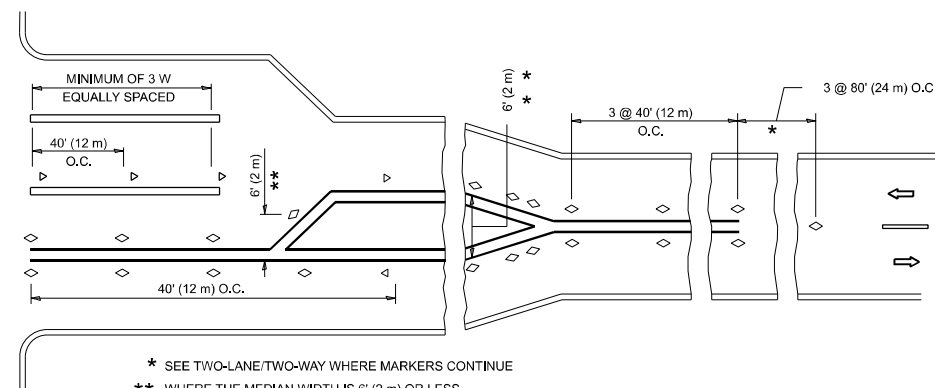 MINIMUM OF 3 W
EQUALLY SPACED
40' (12 m)
O.C.
6' (2 m)
**
6' (2 m)
* *
3 @ 40' (12 m)
O.C.
*
3 @ 80' (24 m) O.C
40' (12 m) O.C.
* SEE TWO-LANE/TWO-WAY WHERE MARKERS CONTINUE
** WHERE THE MEDIAN WIDTH IS 6' (2 m) OR LESS